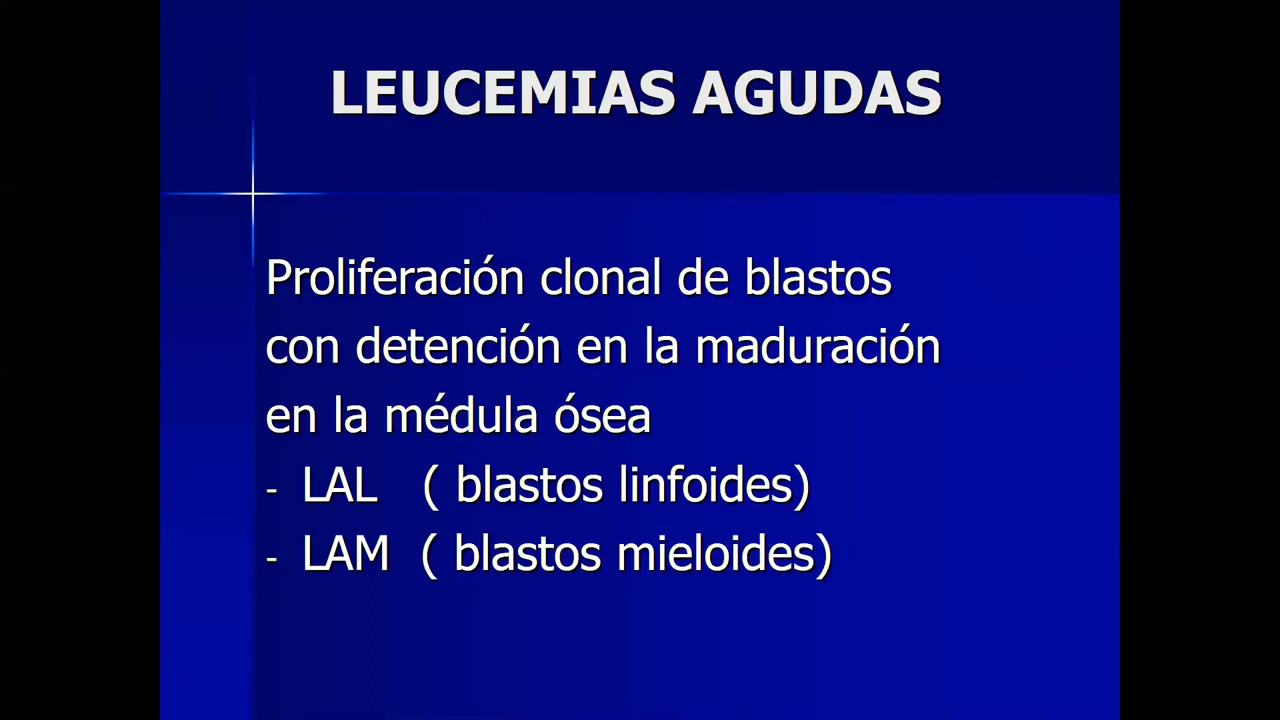 LEUCEMIAS AGUDAS
Proliferación clonal de blastos
con detención en la maduración
en la médula ósea
- LAL ( blastos linfoides)
- LAM ( blastos mieloides)